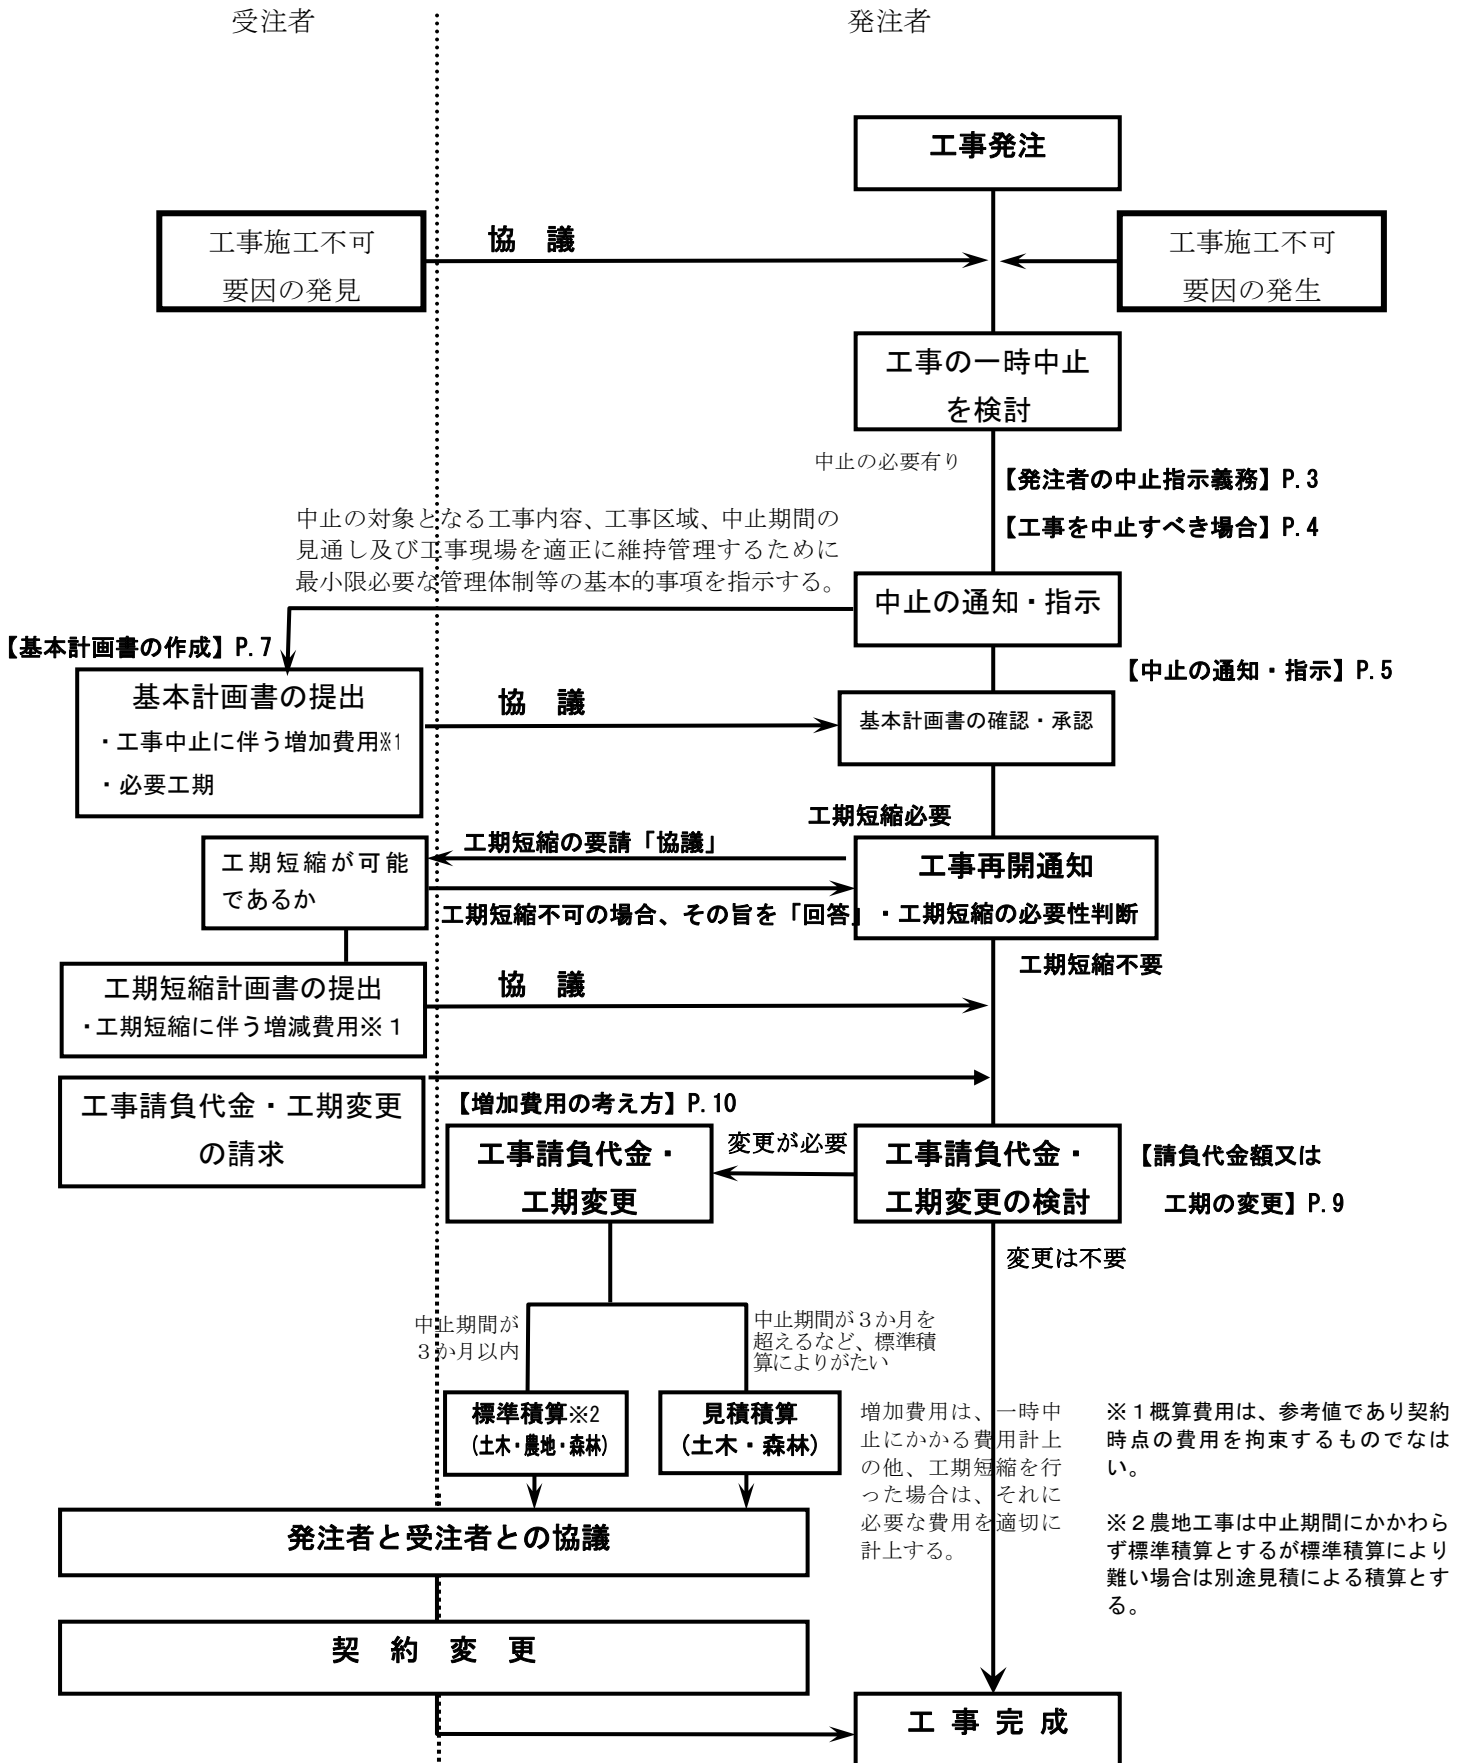 受注者
発注者
工事発注
工事施工不可
要因の発見
協　議
工事施工不可
要因の発生
工事の一時中止
を検討
中止の必要有り
【発注者の中止指示義務】P.3
【工事を中止すべき場合】P.4
中止の対象となる工事内容、工事区域、中止期間の
見通し及び工事現場を適正に維持管理するために
最小限必要な管理体制等の基本的事項を指示する。
中止の通知・指示
【基本計画書の作成】P.7
【中止の通知・指示】P.5
基本計画書の提出
・工事中止に伴う増加費用※1
・必要工期
協　議
基本計画書の確認・承認
工期短縮必要
工期短縮の要請「協議」
工期短縮が可能
であるか
工事再開通知
工期短縮不可の場合、その旨を「回答」
・工期短縮の必要性判断
工期短縮不要
工期短縮計画書の提出
・工期短縮に伴う増減費用※１
協　議
工事請負代金・工期変更
の請求
【増加費用の考え方】P.10
工事請負代金・
工期変更
変更が必要
工事請負代金・
工期変更の検討
【請負代金額又は
工期の変更】P.9
変更は不要
中止期間が
３か月以内
中止期間が３か月を
超えるなど、標準積
算によりがたい
標準積算※2
(土木・農地・森林)
見積積算
(土木・森林)
増加費用は、一時中
止にかかる費用計上
の他、工期短縮を行
った場合は、それに
必要な費用を適切に
計上する。
※１概算費用は、参考値であり契約
時点の費用を拘束するものでなは
い。
※２農地工事は中止期間にかかわら
ず標準積算とするが標準積算により
難い場合は別途見積による積算とす
る。
発注者と受注者との協議
契　約　変　更
工　事　完　成